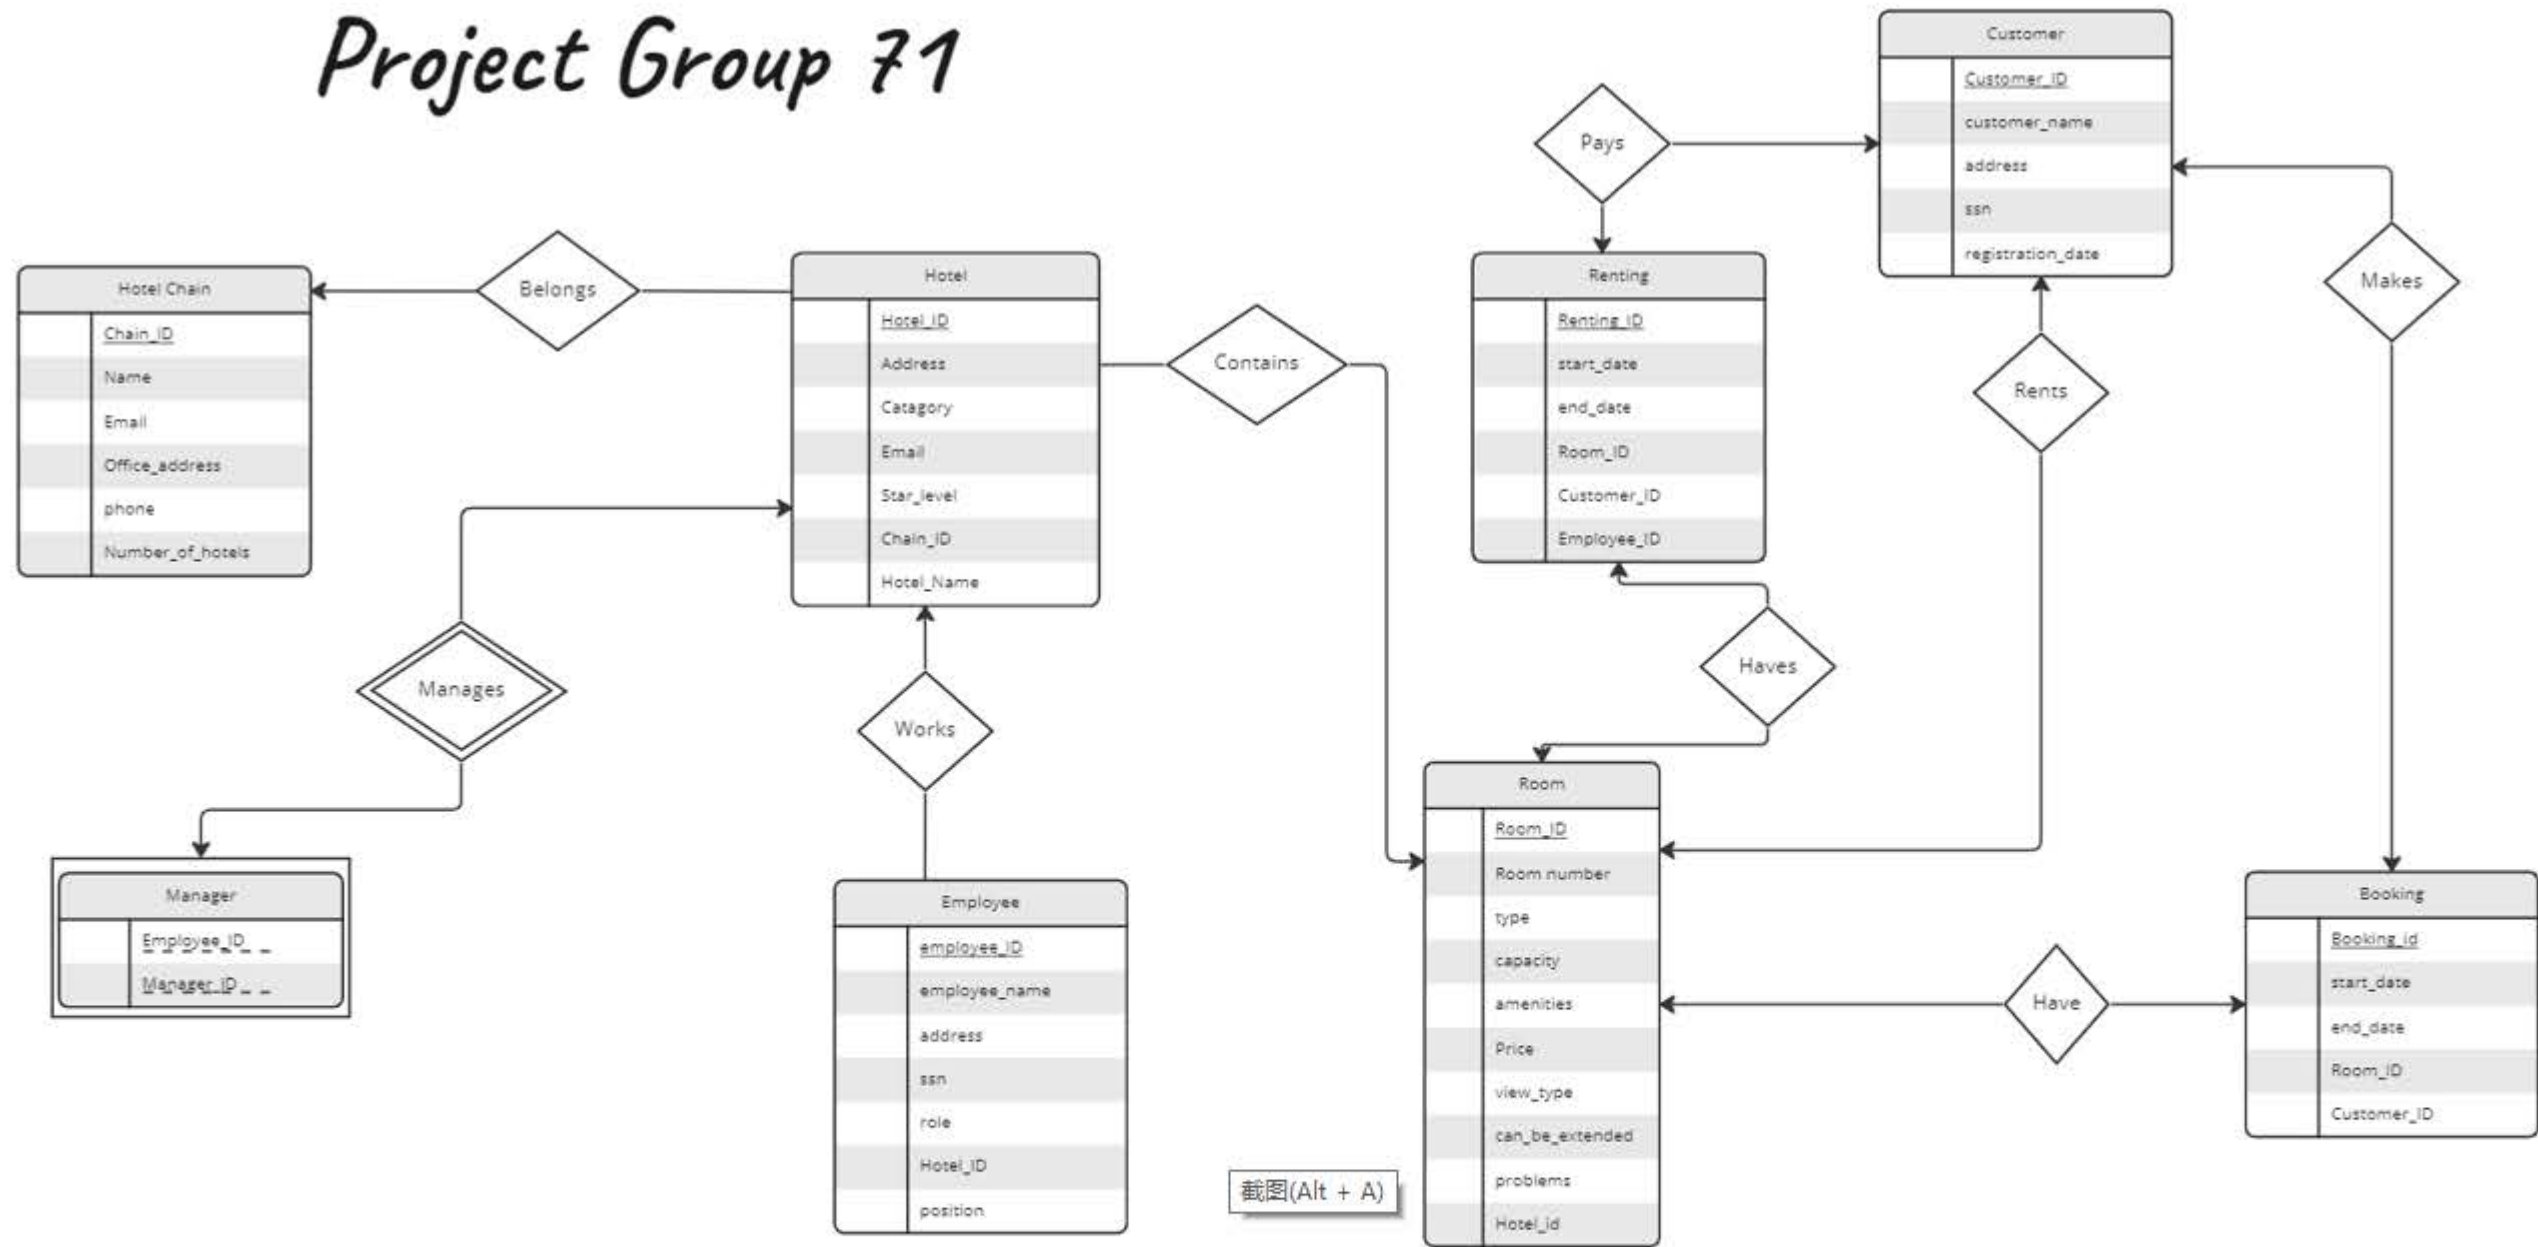 Project Group 71
Customer
Customer_ID
customer_name
address
ssn
registration_date
Pays
Makes
Rents
Hotel Chain
Chain_ID
Name
Email
Office_address
phone
Number_of_hotels
Belongs
Hotel
Hotel_ID
Address
Catagory
Email
Star_level
Chain_ID
Hotel_Name
Contains
Renting
Renting_ID
start_date
end_date
Room_ID
Customer_ID
Employee_ID
Manages
Works
Haves
Manager
Employee_ID
Manager_ID
Employee
employee_ID
employee_name
address
ssn
role
Hotel_ID
position
Room
Room_ID
Room number
type
capacity
amenities
Price
view_type
can_be_extended
problems
Hotel_id
Have
Booking
Booking_id
start_date
end_date
Room_ID
Customer_ID
截图(Alt + A)